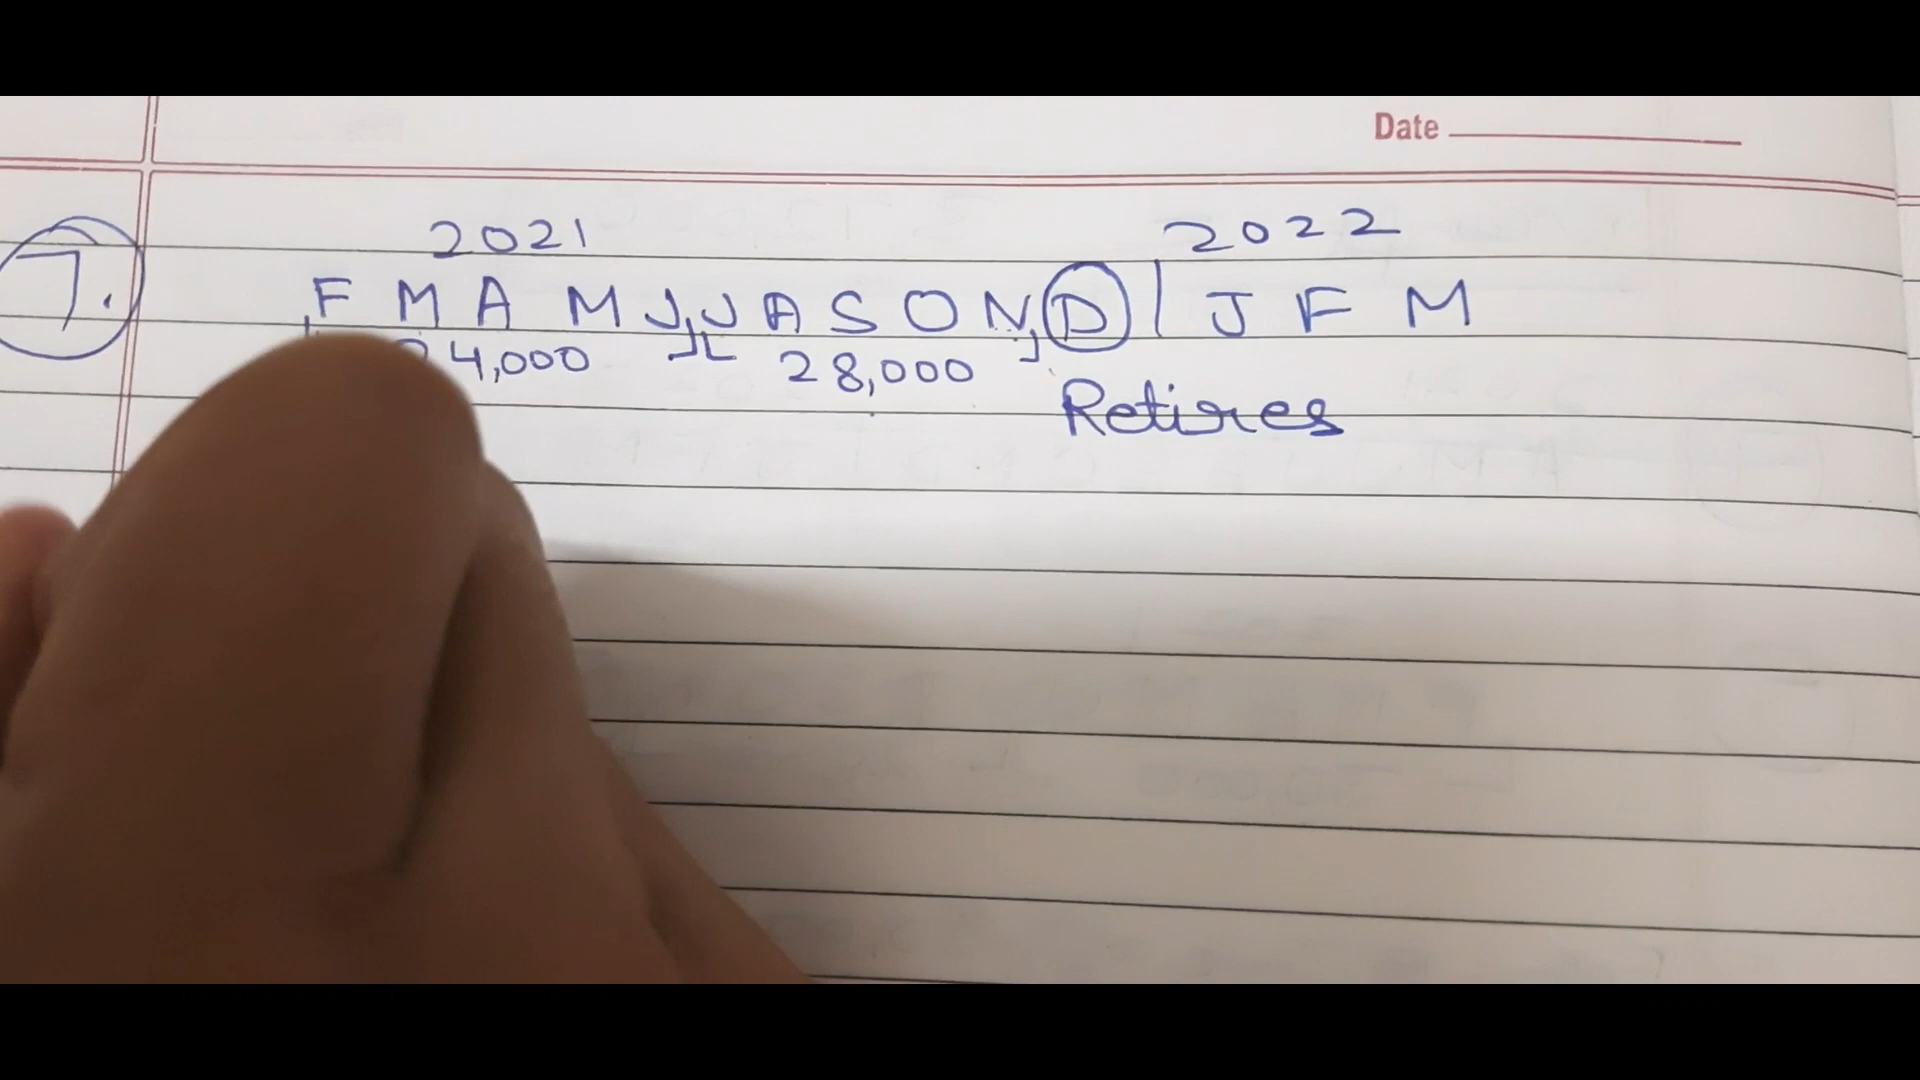 Date
2021 2022
7. F M A M J J A S O N D | J F M
4,000 28,000
Retires